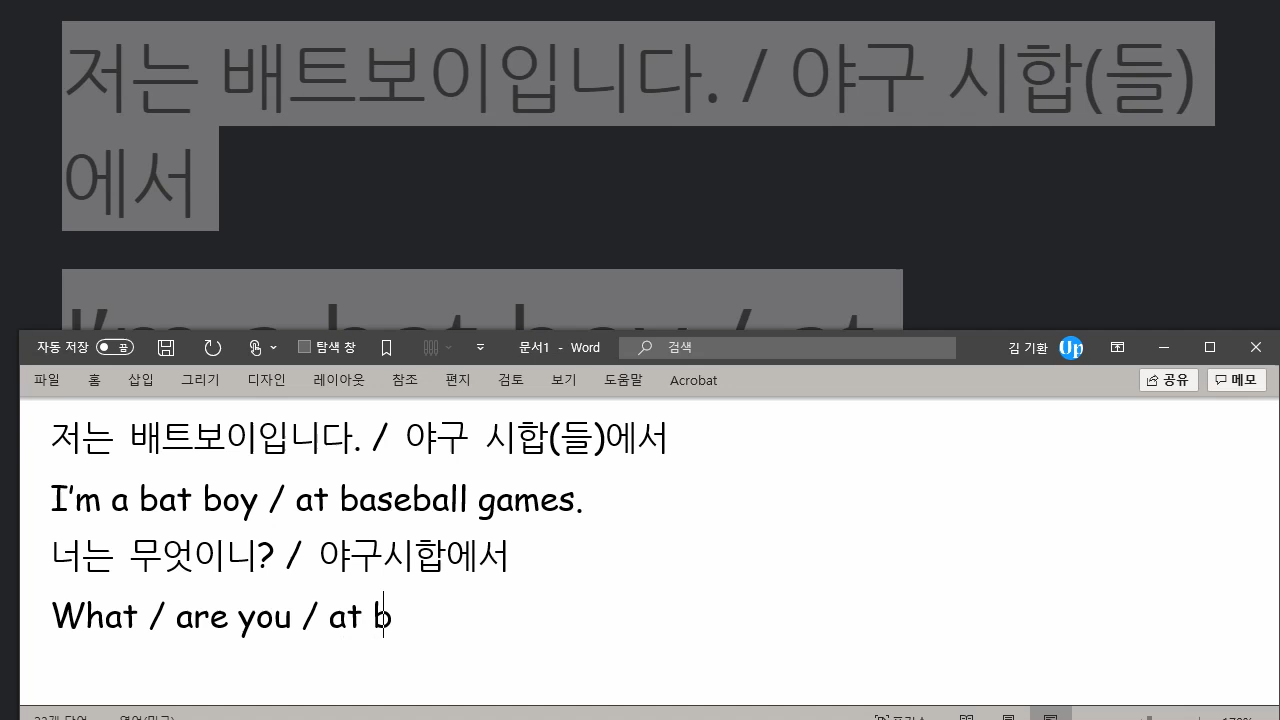 저는 배트보이입니다. / 야구 시합(들)
에서
I'm a bat boy / at
자동 저장 끔 탐색 창 문서1 - Word 검색 김 기환 Up
파일 홈 삽입 그리기 디자인 레이아웃 참조 편지 검토 보기 도움말 Acrobat 공유 메모
저는 배트보이입니다. / 야구 시합(들)에서
I'm a bat boy / at baseball games.
너는 무엇이니? / 야구시합에서
What / are you / at b